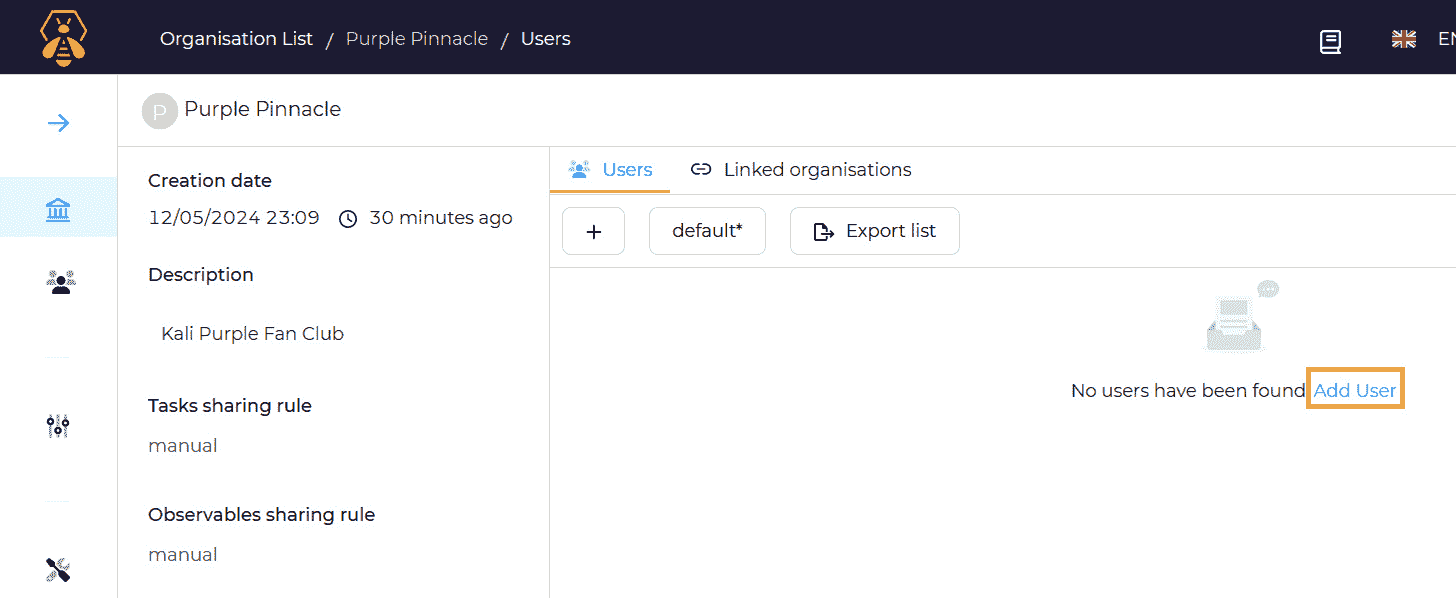 Organisation List / Purple Pinnacle / Users
EN
P Purple Pinnacle
Creation date
12/05/2024 23:09 30 minutes ago
Description
Kali Purple Fan Club
Tasks sharing rule
manual
Observables sharing rule
manual
Users Linked organisations
+ default* Export list
No users have been found Add User